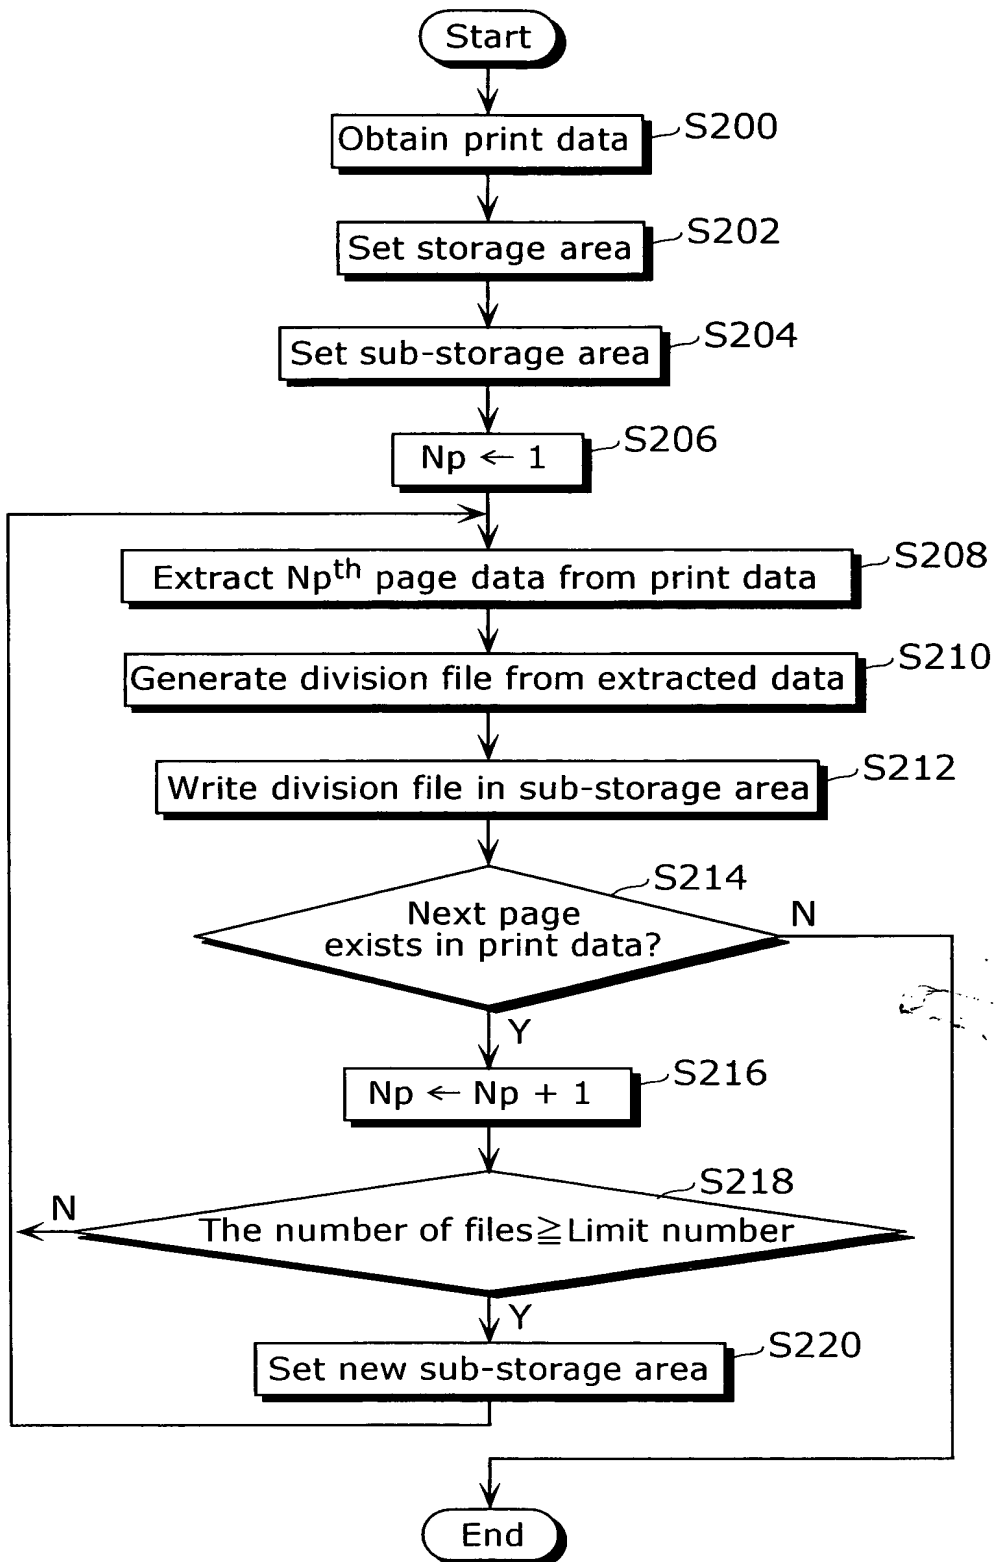 Start
Obtain print data
S200
Set storage area
S202
Set sub-storage area
S204
Np ← 1
S206
Extract Npth page data from print data
S208
Generate division file from extracted data
S210
Write division file in sub-storage area
S212
Next page
exists in print data?
S214
N
Y
Np ← Np + 1
S216
The number of files≧Limit number
S218
N
Y
Set new sub-storage area
S220
End